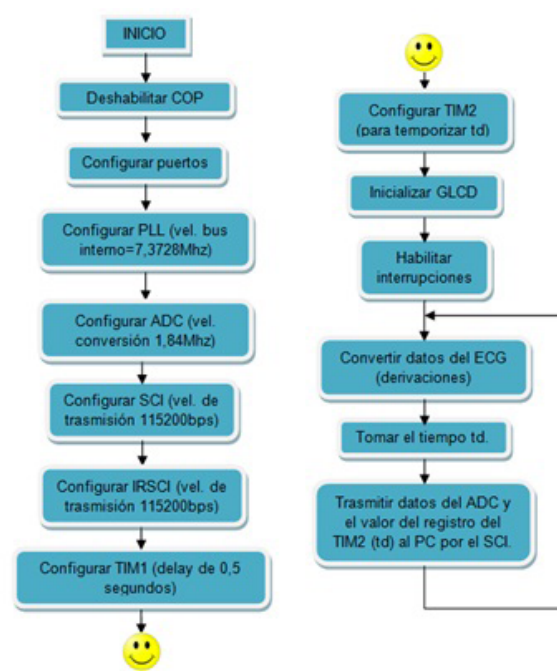 INICIO
Deshabilitar COP
Configurar puertos
Configurar PLL (vel. bus
interno=7,3728Mhz)
Configurar ADC (vel.
conversión 1,84Mhz)
Configurar SCI (vel. de
trasmisión 115200bps)
Configurar IRSCI (vel. de
trasmisión 115200bps)
Configurar TIM1 (delay de 0,5
segundos)
Configurar TIM2
(para temporizar td)
Inicializar GLCD
Habilitar
interrupciones
Convertir datos del ECG
(derivaciones)
Tomar el tiempo td.
Trasmitir datos del ADC y
el valor del registro del
TIM2 (td) al PC por el SCI.